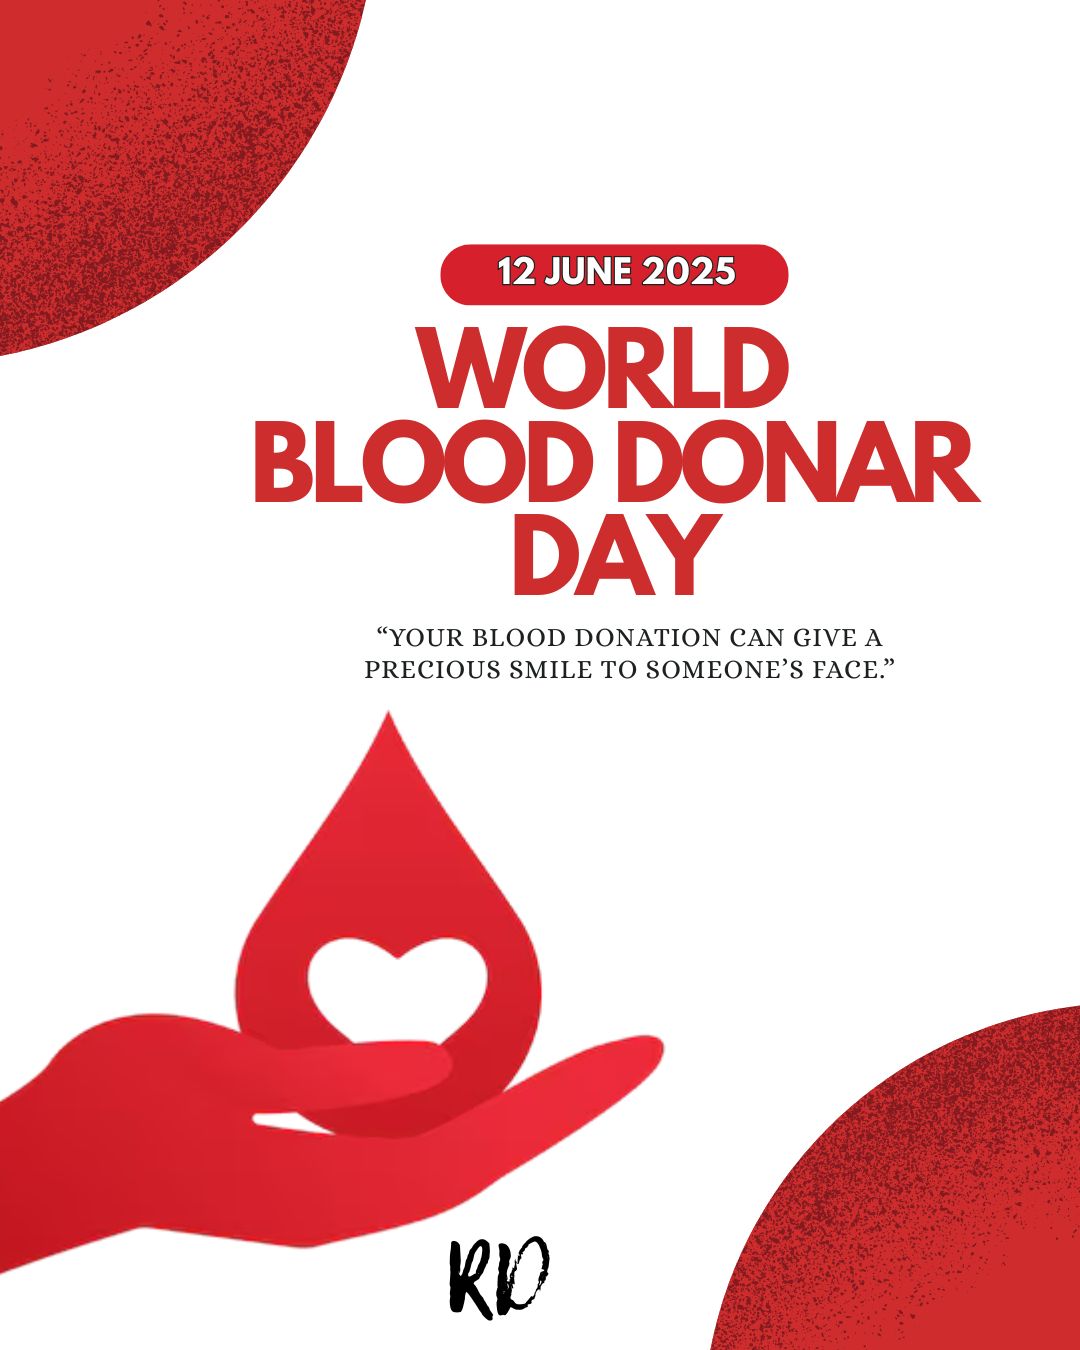 12 JUNE 2025
WORLD
BLOOD DONAR
DAY
“YOUR BLOOD DONATION CAN GIVE A
PRECIOUS SMILE TO SOMEONE’S FACE.”
RD